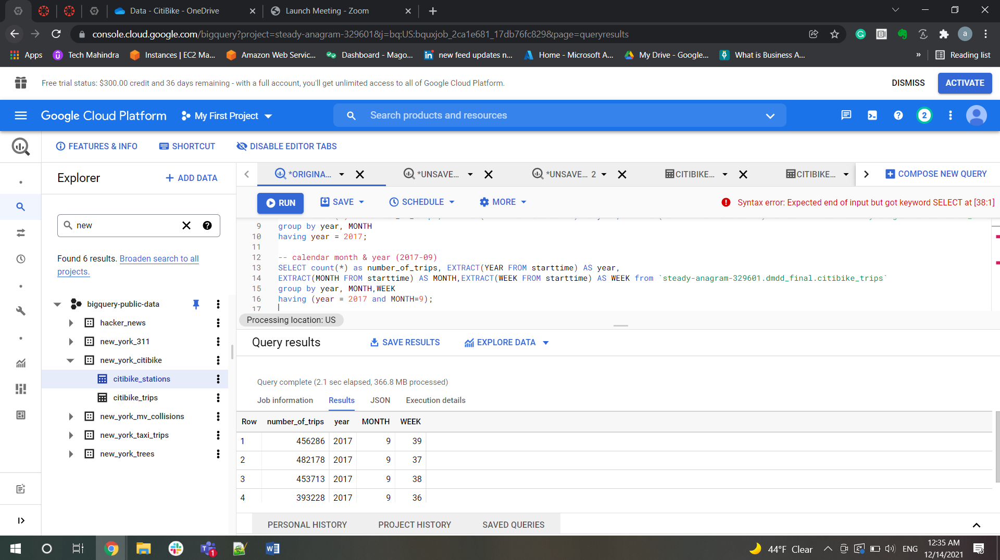 Data - CitiBike - OneDrive
Launch Meeting - Zoom
console.cloud.google.com/bigquery?project=steady-anagram-329601&j=bq:US:bquxjob_2ca1e681_17db76fc829&page=queryresults
a
Apps
Tech Mahindra
Instances | EC2 Ma...
Amazon Web Servic...
Dashboard - Mago...
new feed updates n...
Home - Microsoft A...
My Drive - Google...
What is Business A...
»
Reading list
Free trial status: $300.00 credit and 36 days remaining - with a full account, you'll get unlimited access to all of Google Cloud Platform.
DISMISS
ACTIVATE
Google Cloud Platform
My First Project
Search products and resources
2
FEATURES & INFO
SHORTCUT
DISABLE EDITOR TABS
Explorer
+ ADD DATA
*ORIGINA...
*UNSAVE...
*UNSAVE... 2
CITIBIKE...
CITIBIKE...
COMPOSE NEW QUERY
RUN
SAVE
SCHEDULE
MORE
Syntax error: Expected end of input but got keyword SELECT at [38:1]
new
Found 6 results. Broaden search to all
projects.
bigquery-public-data
hacker_news
new_york_311
new_york_citibike
citibike_stations
citibike_trips
new_york_mv_collisions
new_york_taxi_trips
new_york_trees
9 group by year, MONTH
10 having year = 2017;
11
12 -- calendar month & year (2017-09)
13 SELECT count(*) as number_of_trips, EXTRACT(YEAR FROM starttime) AS year,
14 EXTRACT(MONTH FROM starttime) AS MONTH,EXTRACT(WEEK FROM starttime) AS WEEK from `steady-anagram-329601.dmdd_final.citibike_trips`
15 group by year, MONTH,WEEK
16 having (year = 2017 and MONTH=9);
17
Processing location: US
Query results
SAVE RESULTS
EXPLORE DATA
Query complete (2.1 sec elapsed, 366.8 MB processed)
Job information
Results
JSON
Execution details
Row number_of_trips year MONTH WEEK
1 456286 2017 9 39
2 482178 2017 9 37
3 453713 2017 9 38
4 393228 2017 9 36
PERSONAL HISTORY
PROJECT HISTORY
SAVED QUERIES
1
44°F Clear
ENG
12:35 AM
12/14/2021